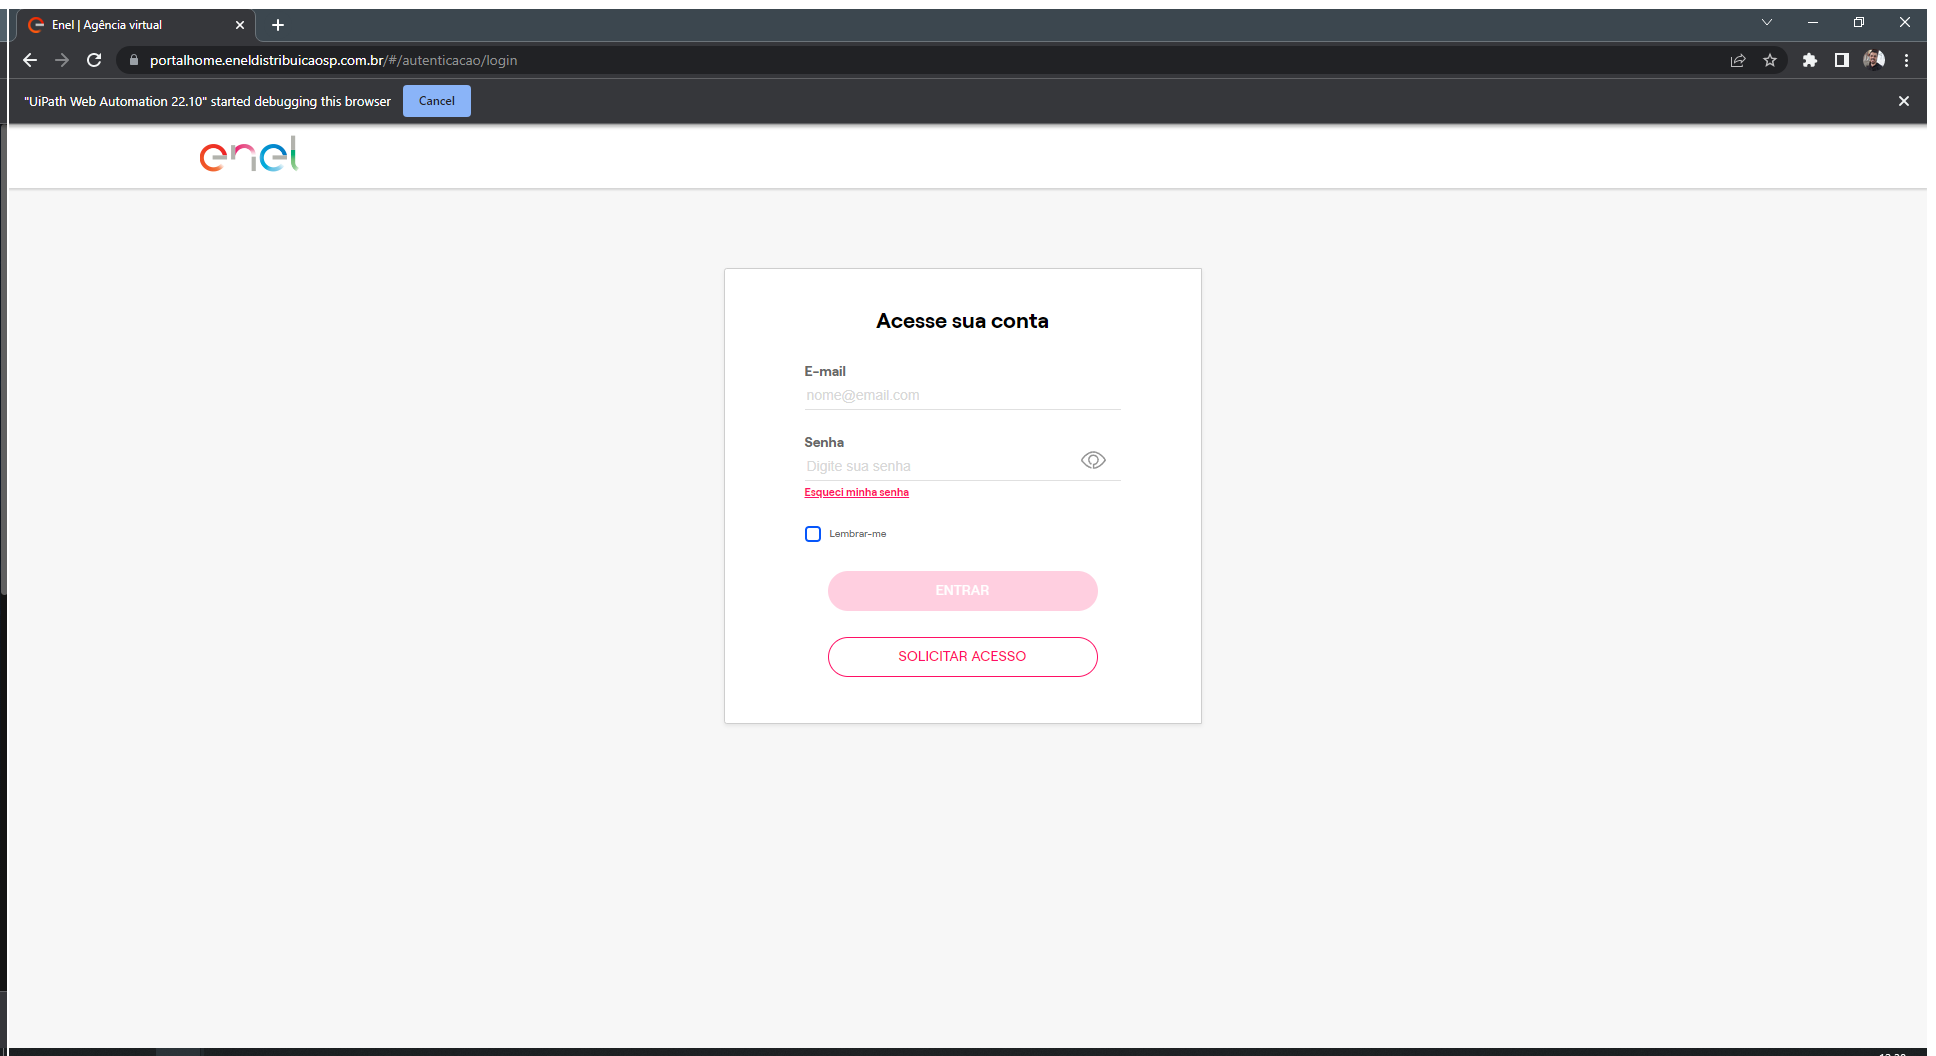 Enel | Agência virtual
portalhome.eneldistribuicaosp.com.br/#/autenticacao/login
"UiPath Web Automation 22.10" started debugging this browser
Cancel
enel
Acesse sua conta
E-mail
nome@email.com
Senha
Digite sua senha
Esqueci minha senha
Lembrar-me
ENTRAR
SOLICITAR ACESSO